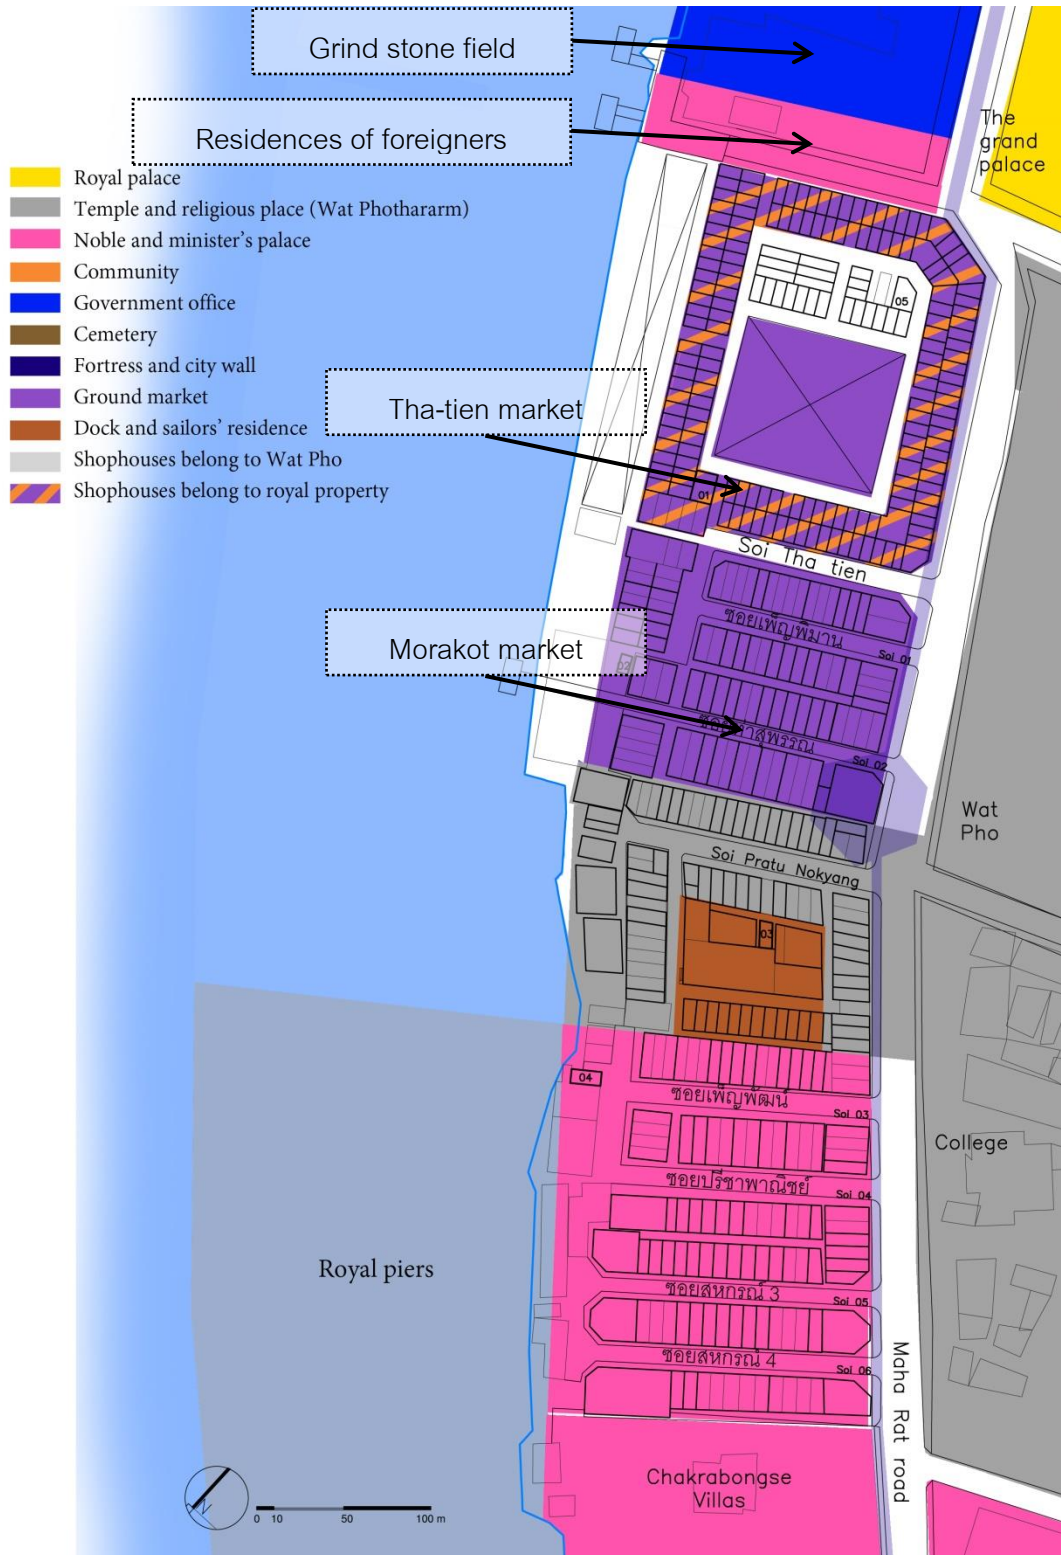 Grind stone field
Residences of foreigners
The
grand
palace
Royal palace
Temple and religious place (Wat Phothararm)
Noble and minister's palace
Community
Government office
Cemetery
Fortress and city wall
Ground market
Dock and sailors' residence
Shophouses belong to Wat Pho
Shophouses belong to royal property
05
Tha-tien market
01
Soi Tha tien
ซอยเพ็ญพิมาน
Soi 01
Morakot market
02
Soi 02
Wat
Pho
Soi Pratu Nokyang
03
04
ซอยเพ็ญพัฒน์
Soi 03
College
ซอยปรีชาพาณิชย์
Soi 04
Royal piers
ซอยสหกรณ์ 3
Soi 05
ซอยสหกรณ์ 4
Soi 06
Maha Rat road
Chakrabongse
Villas
N
0 10 50 100 m